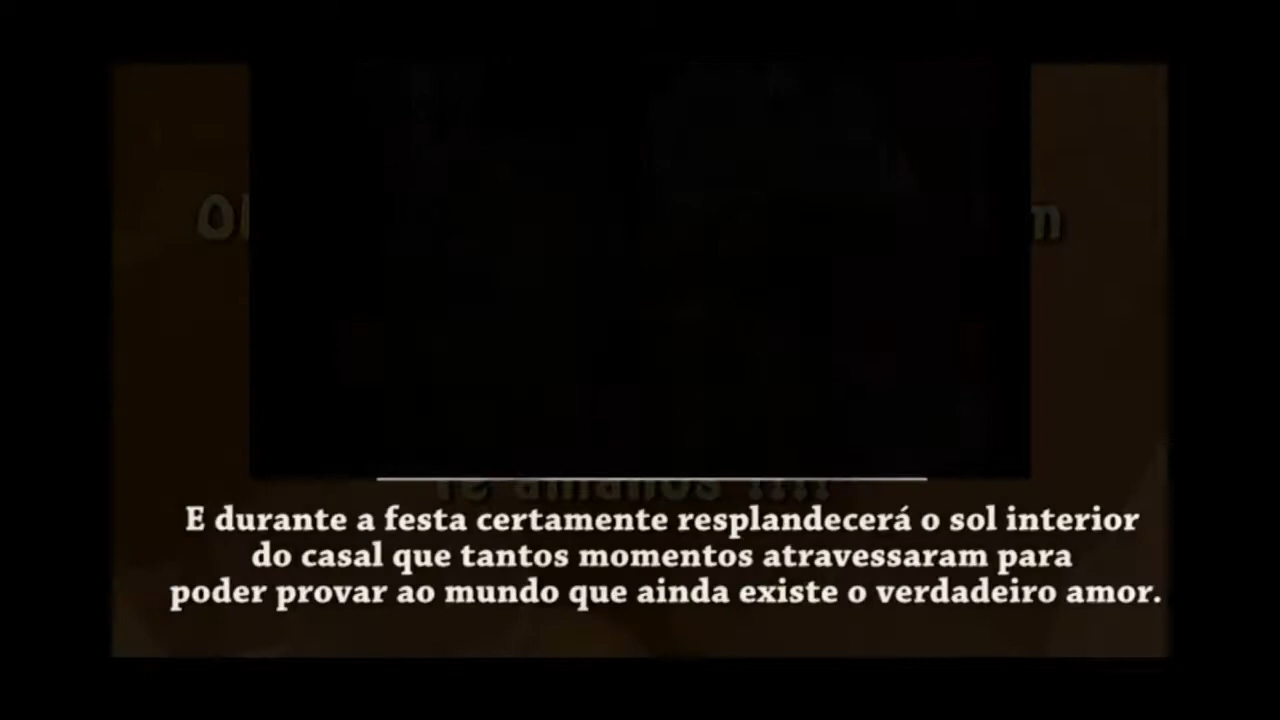 E durante a festa certamente resplandecerá o sol interior
do casal que tantos momentos atravessaram para
poder provar ao mundo que ainda existe o verdadeiro amor.